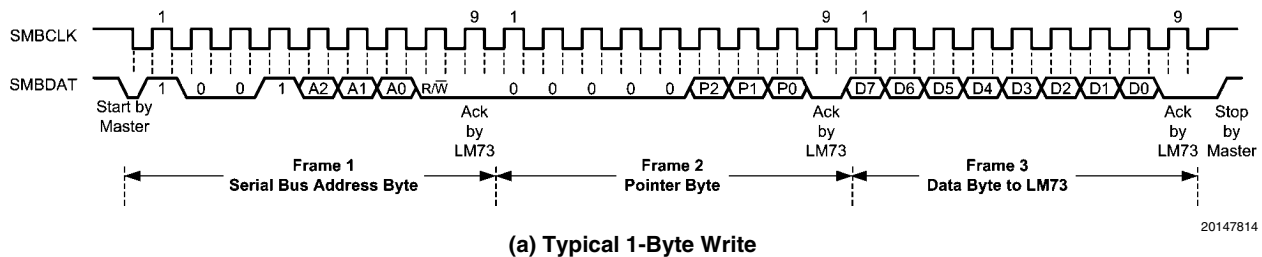 1 9 1 9 1 9
SMBCLK
SMBDAT 1 0 0 1 A2 A1 A0 R/W̅ 0 0 0 0 0 P2 P1 P0 D7 D6 D5 D4 D3 D2 D1 D0
Start by Master
Ack by LM73
Ack by LM73
Ack by LM73
Stop by Master
Frame 1
Serial Bus Address Byte
Frame 2
Pointer Byte
Frame 3
Data Byte to LM73
20147814
(a) Typical 1-Byte Write